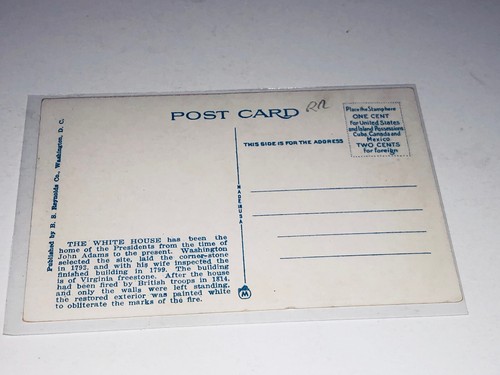 POST CARD
RR
Place the Stamp here
ONE CENT
for United States
and Island Possessions
Cuba, Canada and
Mexico
TWO CENTS
for Foreign
THIS SIDE IS FOR THE ADDRESS
Published by B. S. Reynolds Co., Washington, D. C.
MADE IN U.S.A.
THE WHITE HOUSE has been the
home of the Presidents from the time of
John Adams to the present. Washington
selected the site, laid the corner-stone
in 1792, and with his wife inspected the
finished building in 1799. The building
is of Virginia freestone. After the house
had been fired by British troops in 1814,
and only the walls were left standing,
the restored exterior was painted white
to obliterate the marks of the fire.